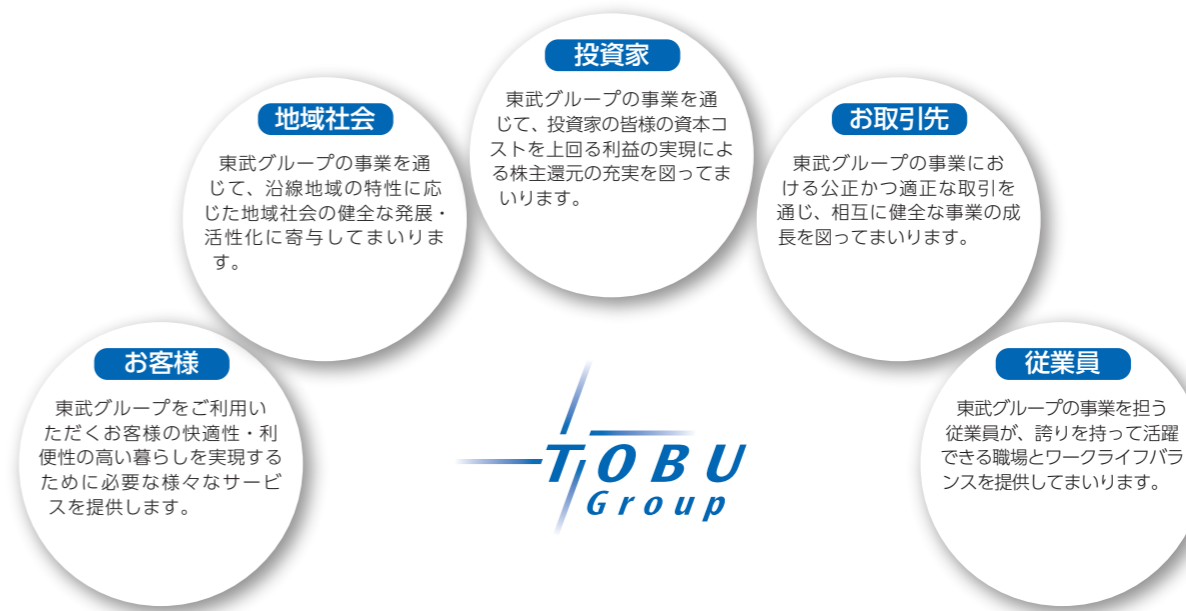 お客様
東武グループをご利用い
ただくお客様の快適性・利
便性の高い暮らしを実現する
ために必要な様々なサービ
スを提供します。
地域社会
東武グループの事業を通
じて、沿線地域の特性に応
じた地域社会の健全な発展・
活性化に寄与してまいりま
す。
投資家
東武グループの事業を通
じて、投資家の皆様の資本コ
ストを上回る利益の実現によ
る株主還元の充実を図ってま
いります。
お取引先
東武グループの事業にお
ける公正かつ適正な取引を
通じ、相互に健全な事業の成
長を図ってまいります。
従業員
東武グループの事業を担う
従業員が、誇りを持って活躍
できる職場とワークライフバラ
ンスを提供してまいります。
TOBU
Group